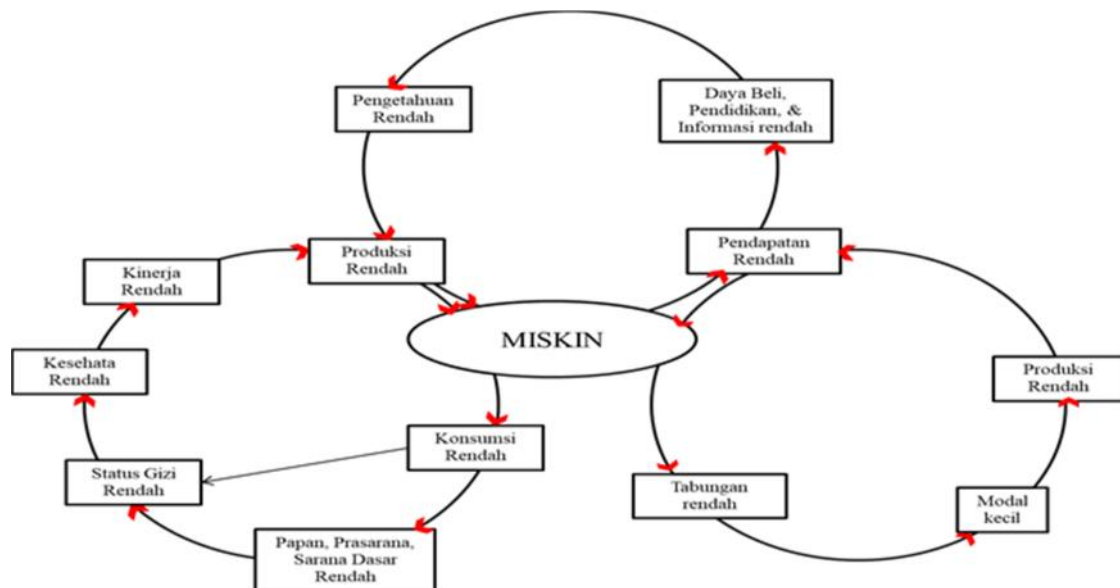 Pengetahuan
Rendah
Daya Beli,
Pendidikan, &
Informasi rendah
Produksi
Rendah
Pendapatan
Rendah
Kinerja
Rendah
MISKIN
Kesehata
Rendah
Produksi
Rendah
Konsumsi
Rendah
Status Gizi
Rendah
Tabungan
rendah
Modal
kecil
Papan, Prasarana,
Sarana Dasar
Rendah